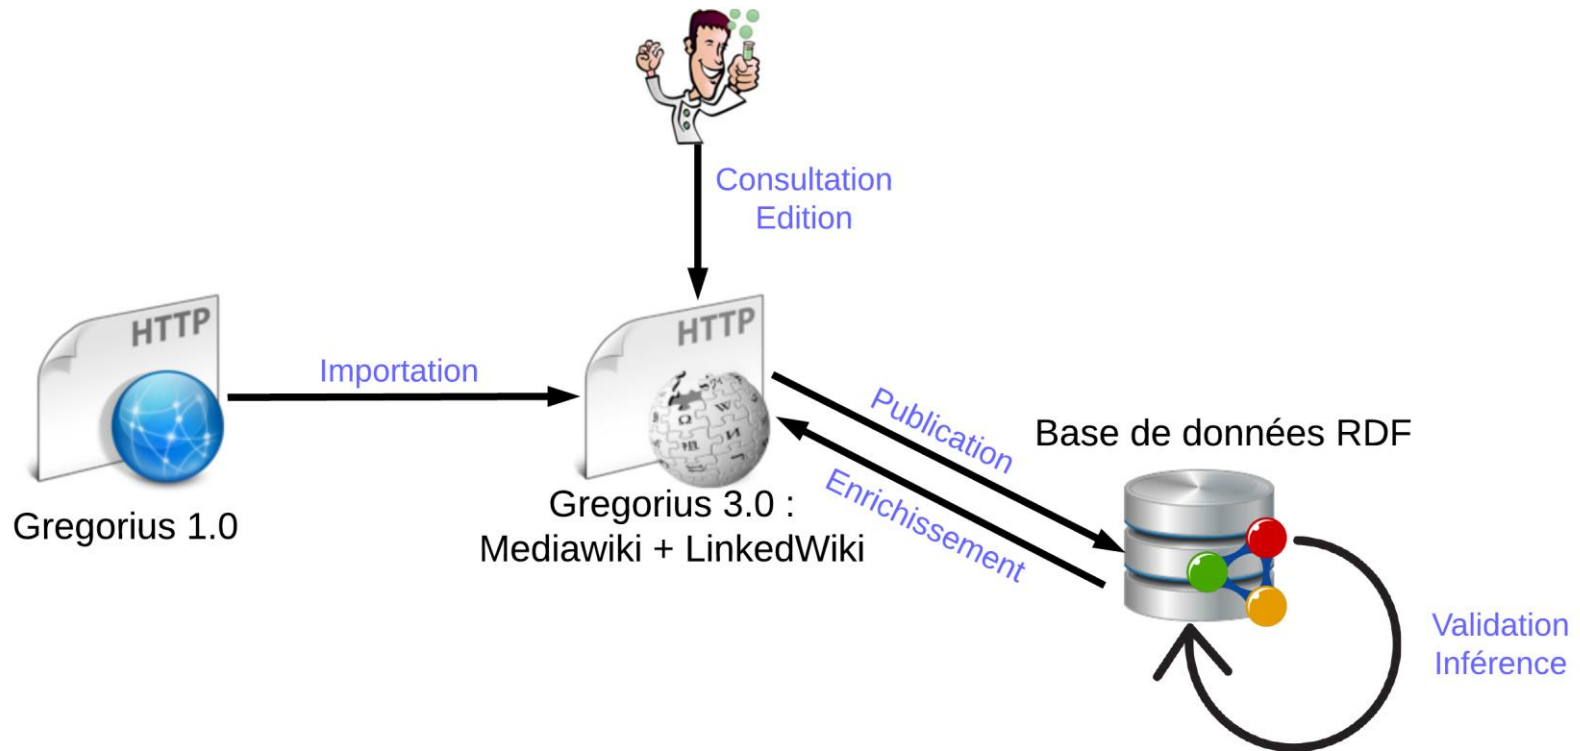 Consultation
Edition
HTTP
HTTP
Importation
Publication
Base de données RDF
Enrichissement
Gregorius 1.0
Gregorius 3.0 :
Mediawiki + LinkedWiki
Validation
Inférence